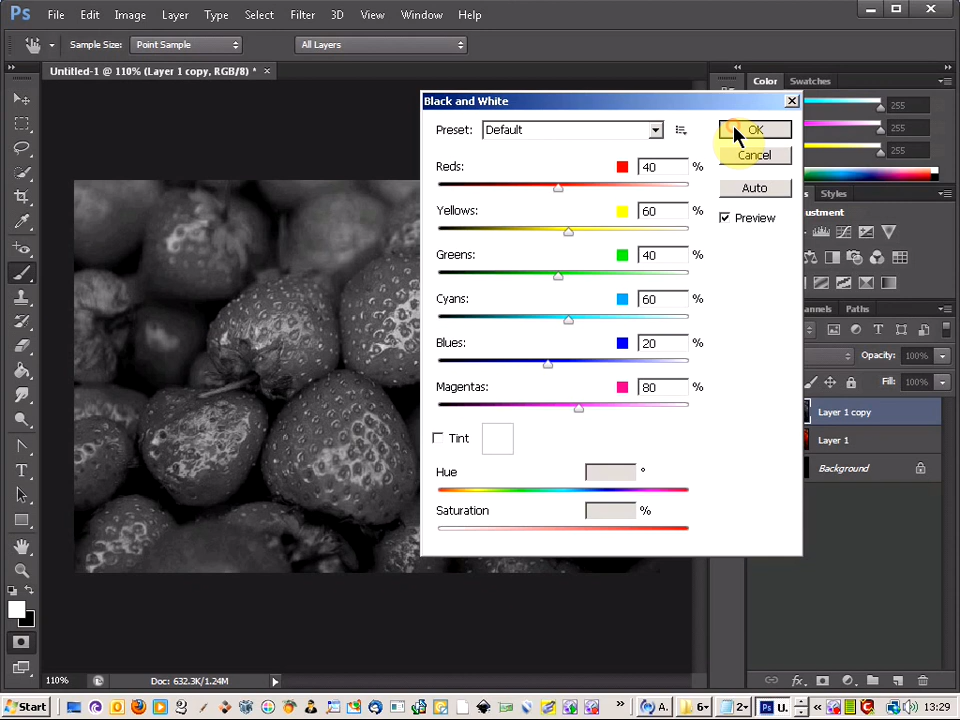 Ps File Edit Image Layer Type Select Filter 3D View Window Help
Sample Size: Point Sample All Layers
Untitled-1 @ 110% (Layer 1 copy, RGB/8) * ×
Color Swatches
Black and White
255
255
255
Preset: Default
OK
Cancel
Auto
Preview
Reds: 40 %
Yellows: 60 %
Greens: 40 %
Cyans: 60 %
Blues: 20 %
Magentas: 80 %
Tint
Hue °
Saturation %
Styles
ustment
annels Paths
Opacity: 100%
Fill: 100%
Layer 1 copy
Layer 1
Background
110% Doc: 632.3K/1.24M
Start
A. 6 2 Ps U. 13:29